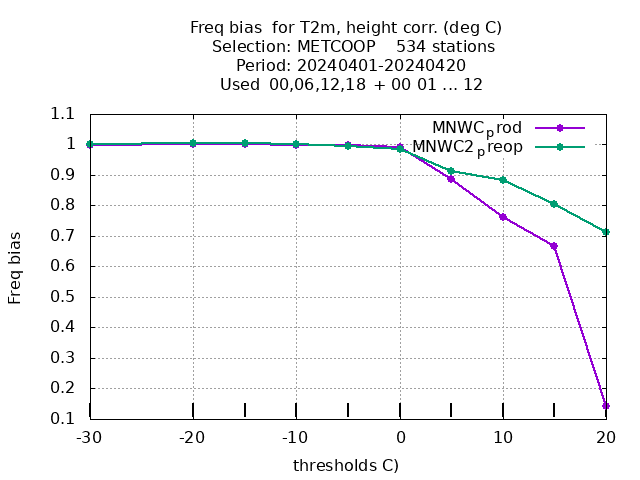 Freq bias  for T2m, height corr. (deg C)
Selection: METCOOP    534 stations
Period: 20240401-20240420
Used  00,06,12,18  + 00 01 ... 12
MNWC_prod
MNWC2_preop
1.1
1
0.9
0.8
0.7
0.6
0.5
0.4
0.3
0.2
0.1
Freq bias
-30
-20
-10
0
10
20
thresholds C)